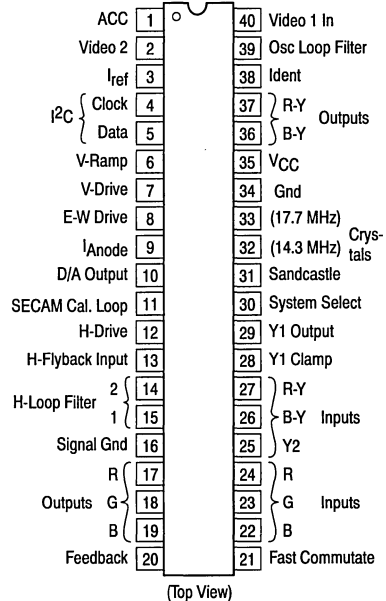 ACC 1 40 Video 1 In
Video 2 2 39 Osc Loop Filter
Iref 3 38 Ident
I2C Clock 4 37 R-Y Outputs
Data 5 36 B-Y
V-Ramp 6 35 VCC
V-Drive 7 34 Gnd
E-W Drive 8 33 (17.7 MHz) Crys-
IAnode 9 32 (14.3 MHz) tals
D/A Output 10 31 Sandcastle
SECAM Cal. Loop 11 30 System Select
H-Drive 12 29 Y1 Output
H-Flyback Input 13 28 Y1 Clamp
H-Loop Filter 2 14 27 R-Y
1 15 26 B-Y Inputs
Signal Gnd 16 25 Y2
R 17 24 R
Outputs G 18 23 G Inputs
B 19 22 B
Feedback 20 21 Fast Commutate
(Top View)